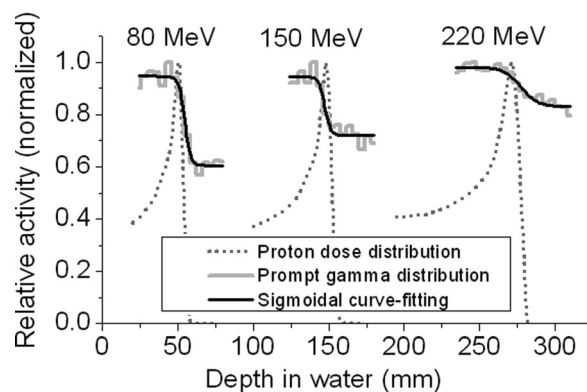 80 MeV 150 MeV 220 MeV
Relative activity (normalized)
1.0
0.8
0.6
0.4
0.2
0.0
Proton dose distribution
Prompt gamma distribution
Sigmoidal curve-fitting
0 50 100 150 200 250 300
Depth in water (mm)